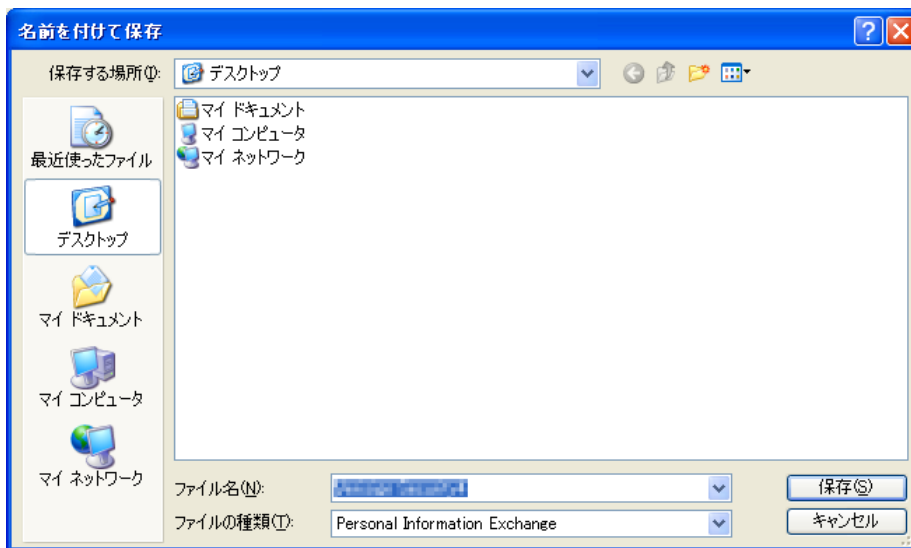 名前を付けて保存
保存する場所(I):
デスクトップ
マイ ドキュメント
マイ コンピュータ
マイ ネットワーク
最近使ったファイル
デスクトップ
マイ ドキュメント
マイ コンピュータ
マイ ネットワーク
ファイル名(N):
保存(S)
ファイルの種類(T):
Personal Information Exchange
キャンセル